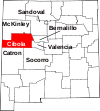 Sandoval
McKinley
Bernalillo
Cibola
Valencia
Catron
Socorro